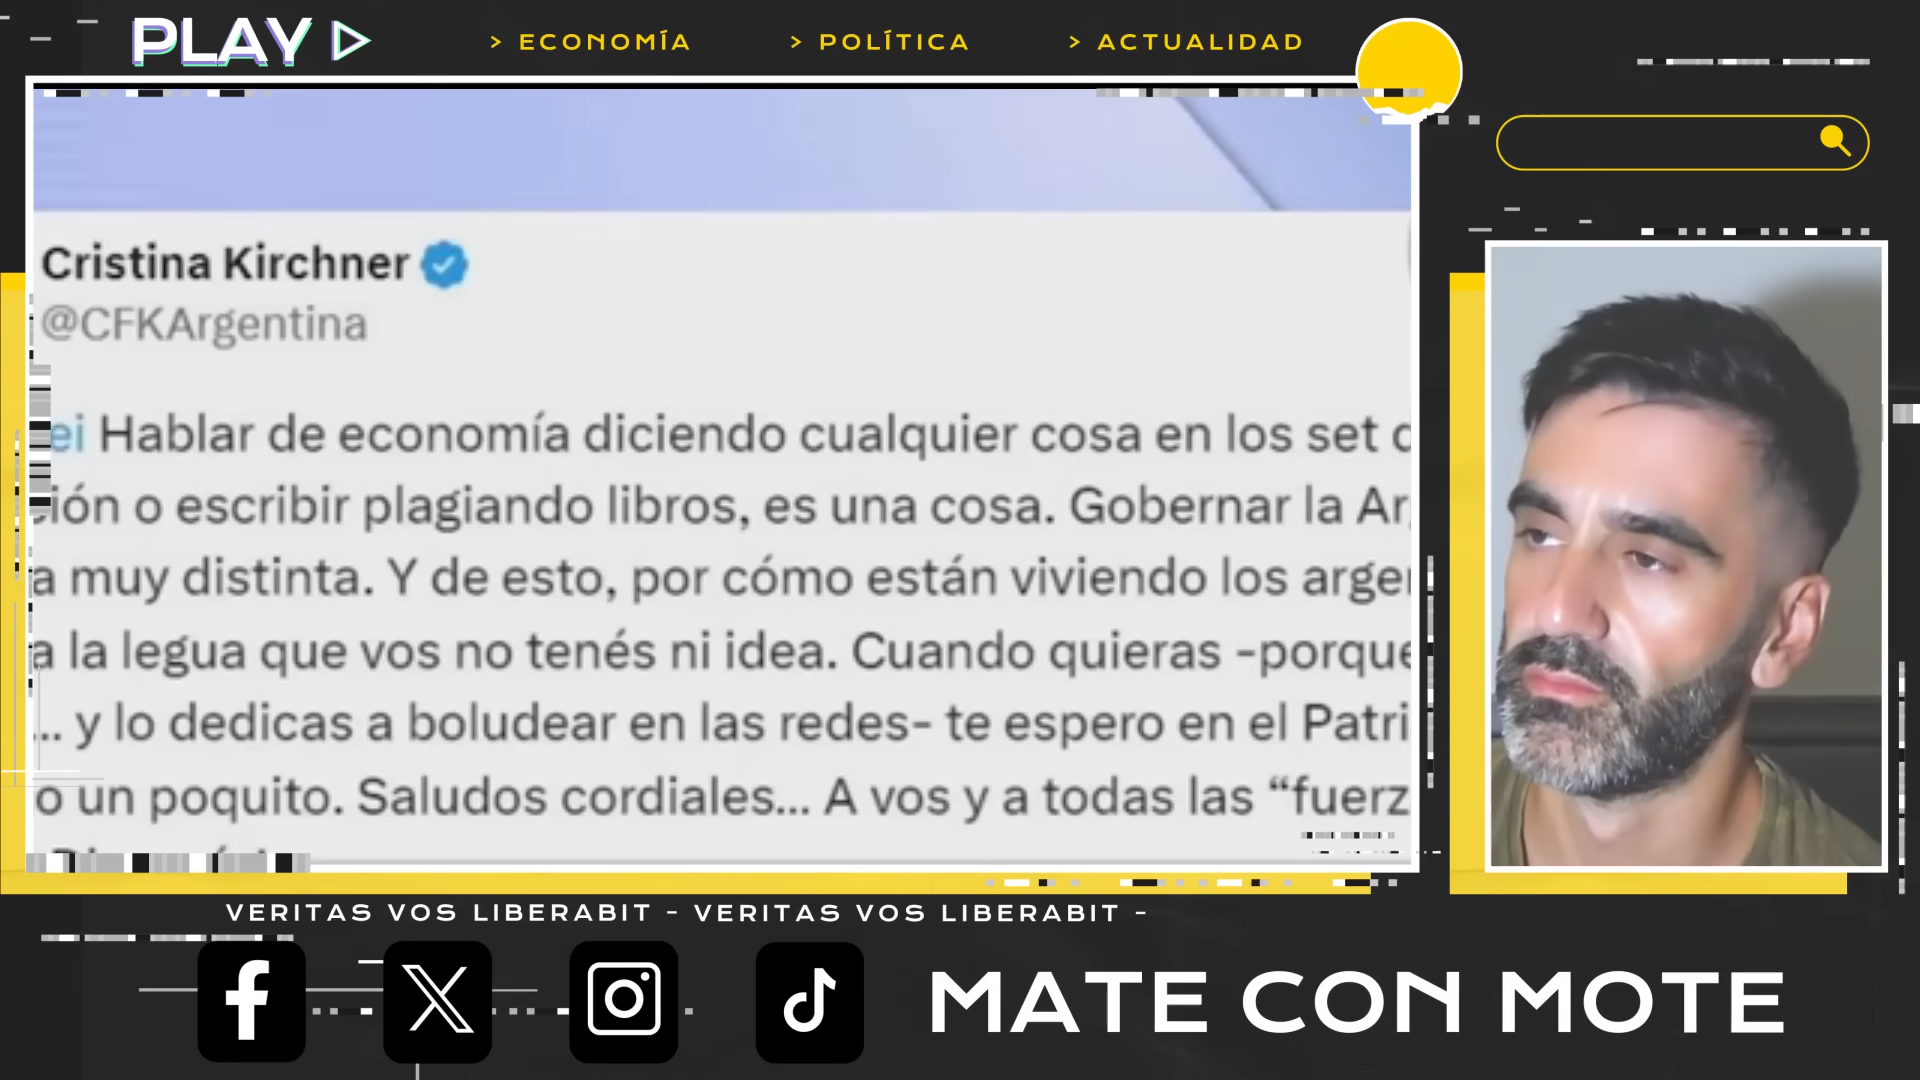 PLAY
> ECONOMÍA
> POLÍTICA
> ACTUALIDAD
Cristina Kirchner
@CFKArgentina
ei Hablar de economía diciendo cualquier cosa en los set
ión o escribir plagiando libros, es una cosa. Gobernar la Ar
a muy distinta. Y de esto, por cómo están viviendo los arge
a la legua que vos no tenés ni idea. Cuando quieras -porque
... y lo dedicas a boludear en las redes- te espero en el Patri
o un poquito. Saludos cordiales... A vos y a todas las “fuerz
VERITAS VOS LIBERABIT - VERITAS VOS LIBERABIT -
MATE CON MOTE